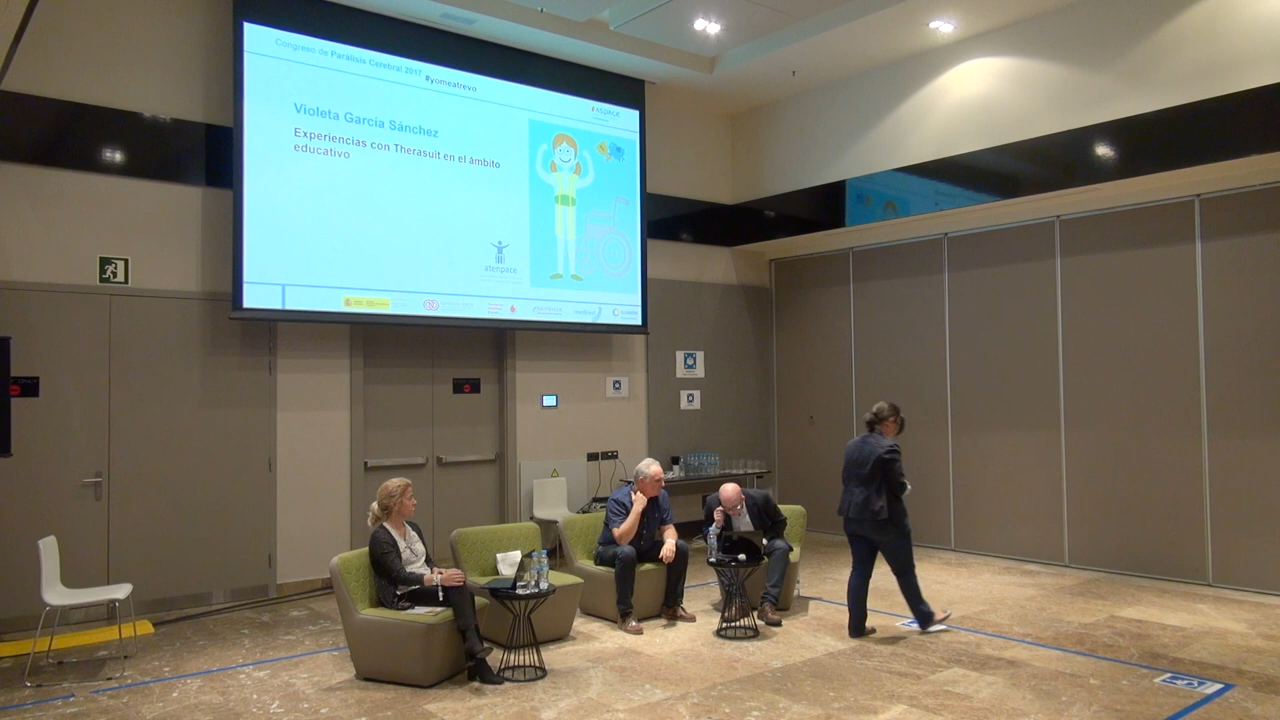 Congreso de Parálisis Cerebral 2017 #yomeatrevo
aspace
Violeta García Sánchez
Experiencias con Therasuit en el ámbito
educativo
atenpace